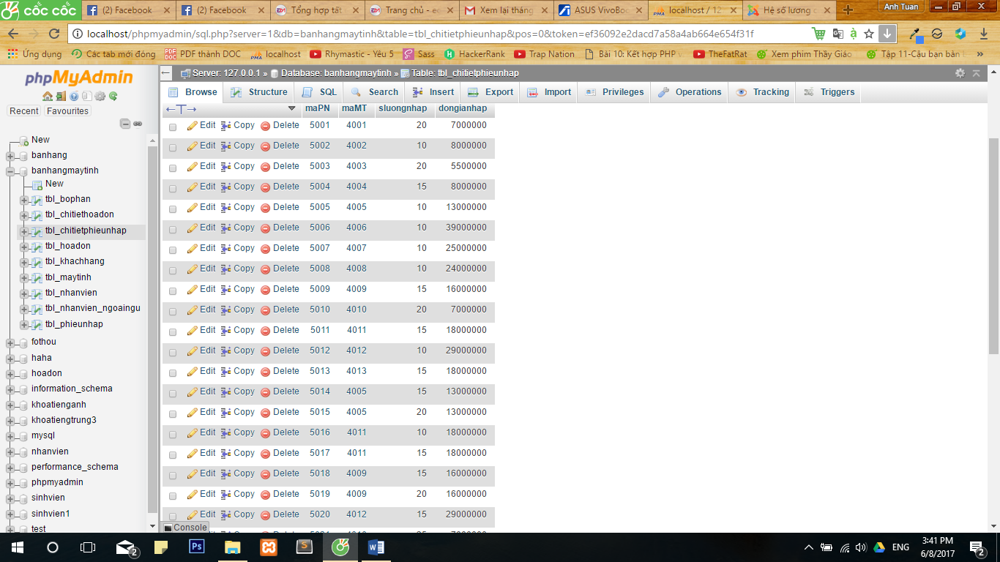 cốc cốc
(2) Facebook
(2) Facebook
Tổng hợp tất
Trang chủ - e
Xem lại tháng
ASUS VivoBo
localhost / 12
Hệ số lương c
Anh Tuan
localhost/phpmyadmin/sql.php?server=1&db=banhangmaytinh&table=tbl_chitietphieunhap&pos=0&token=ef36092e2dacd7a58a4ab664e654f31f
Ứng dụng
Các tab mới đóng
PDF thành DOC
localhost
Rhymastic - Yêu 5
Sass
HackerRank
Trap Nation
Bài 10: Kết hợp PHP
TheFatRat
Xem phim Thầy Giáo
Tập 11-Cậu bạn bản
»
phpMyAdmin
Recent Favourites
New
banhang
banhangmaytinh
New
tbl_bophan
tbl_chitiethoadon
tbl_chitietphieunhap
tbl_hoadon
tbl_khachhang
tbl_maytinh
tbl_nhanvien
tbl_nhanvien_ngoaingu
tbl_phieunhap
fothou
haha
hoadon
information_schema
khoatienganh
khoatiengtrung3
mysql
nhanvien
performance_schema
phpmyadmin
sinhvien
sinhvien1
test
Server: 127.0.0.1 » Database: banhangmaytinh » Table: tbl_chitietphieunhap
Browse Structure SQL Search Insert Export Import Privileges Operations Tracking Triggers
maPN maMT sluongnhap dongianhap
Edit Copy Delete 5001 4001 20 7000000
Edit Copy Delete 5002 4002 10 8000000
Edit Copy Delete 5003 4003 20 5500000
Edit Copy Delete 5004 4004 15 8000000
Edit Copy Delete 5005 4005 10 13000000
Edit Copy Delete 5006 4006 10 39000000
Edit Copy Delete 5007 4007 10 25000000
Edit Copy Delete 5008 4008 10 24000000
Edit Copy Delete 5009 4009 15 16000000
Edit Copy Delete 5010 4010 20 7000000
Edit Copy Delete 5011 4011 15 18000000
Edit Copy Delete 5012 4012 10 29000000
Edit Copy Delete 5013 4013 15 18000000
Edit Copy Delete 5014 4005 15 13000000
Edit Copy Delete 5015 4005 20 13000000
Edit Copy Delete 5016 4011 10 18000000
Edit Copy Delete 5017 4011 15 18000000
Edit Copy Delete 5018 4009 15 16000000
Edit Copy Delete 5019 4009 20 16000000
Edit Copy Delete 5020 4012 15 29000000
Console
2
Ps
ENG
3:41 PM
6/8/2017
2